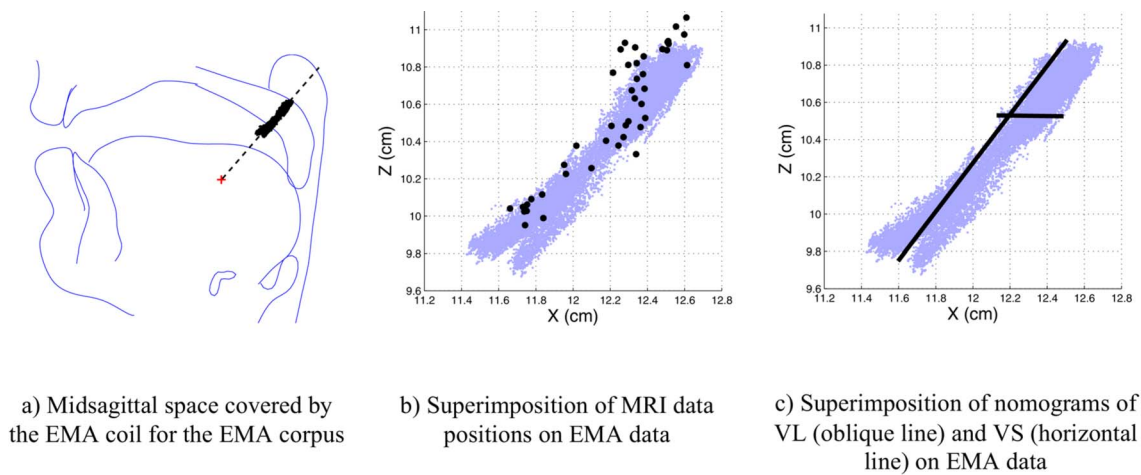 11
10.8
10.6
10.4
10.2
10
9.8
9.6
Z (cm)
11.2 11.4 11.6 11.8 12 12.2 12.4 12.6 12.8
X (cm)
11
10.8
10.6
10.4
10.2
10
9.8
9.6
Z (cm)
11.2 11.4 11.6 11.8 12 12.2 12.4 12.6 12.8
X (cm)
a) Midsagittal space covered by
the EMA coil for the EMA corpus
b) Superimposition of MRI data
positions on EMA data
c) Superimposition of nomograms of
VL (oblique line) and VS (horizontal
line) on EMA data